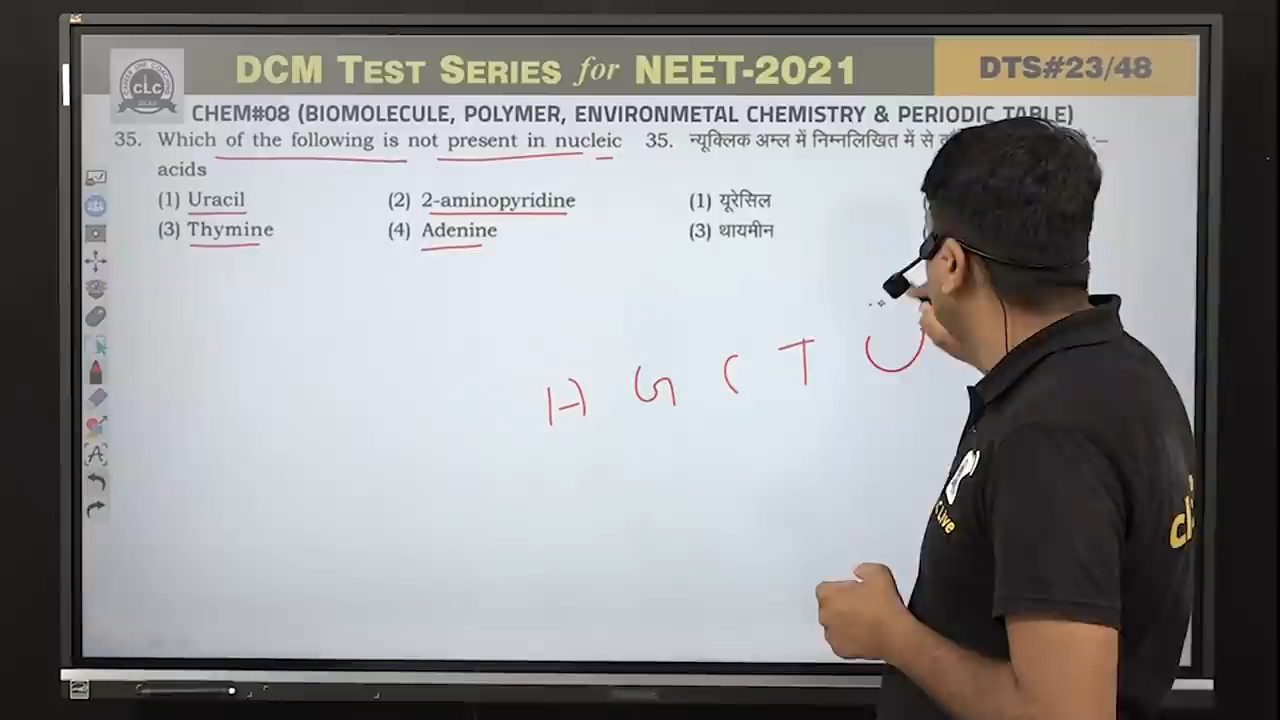 DCM TEST SERIES for NEET-2021
DTS#23/48
CLC
CHEM#08 (BIOMOLECULE, POLYMER, ENVIRONMETAL CHEMISTRY & PERIODIC TABLE)
35. Which of the following is not present in nucleic
acids
(1) Uracil (2) 2-aminopyridine
(3) Thymine (4) Adenine
35. न्यूक्लिक अम्ल में निम्नलिखित में से
(1) यूरेसिल
(3) थायमीन
A G C T U
Live